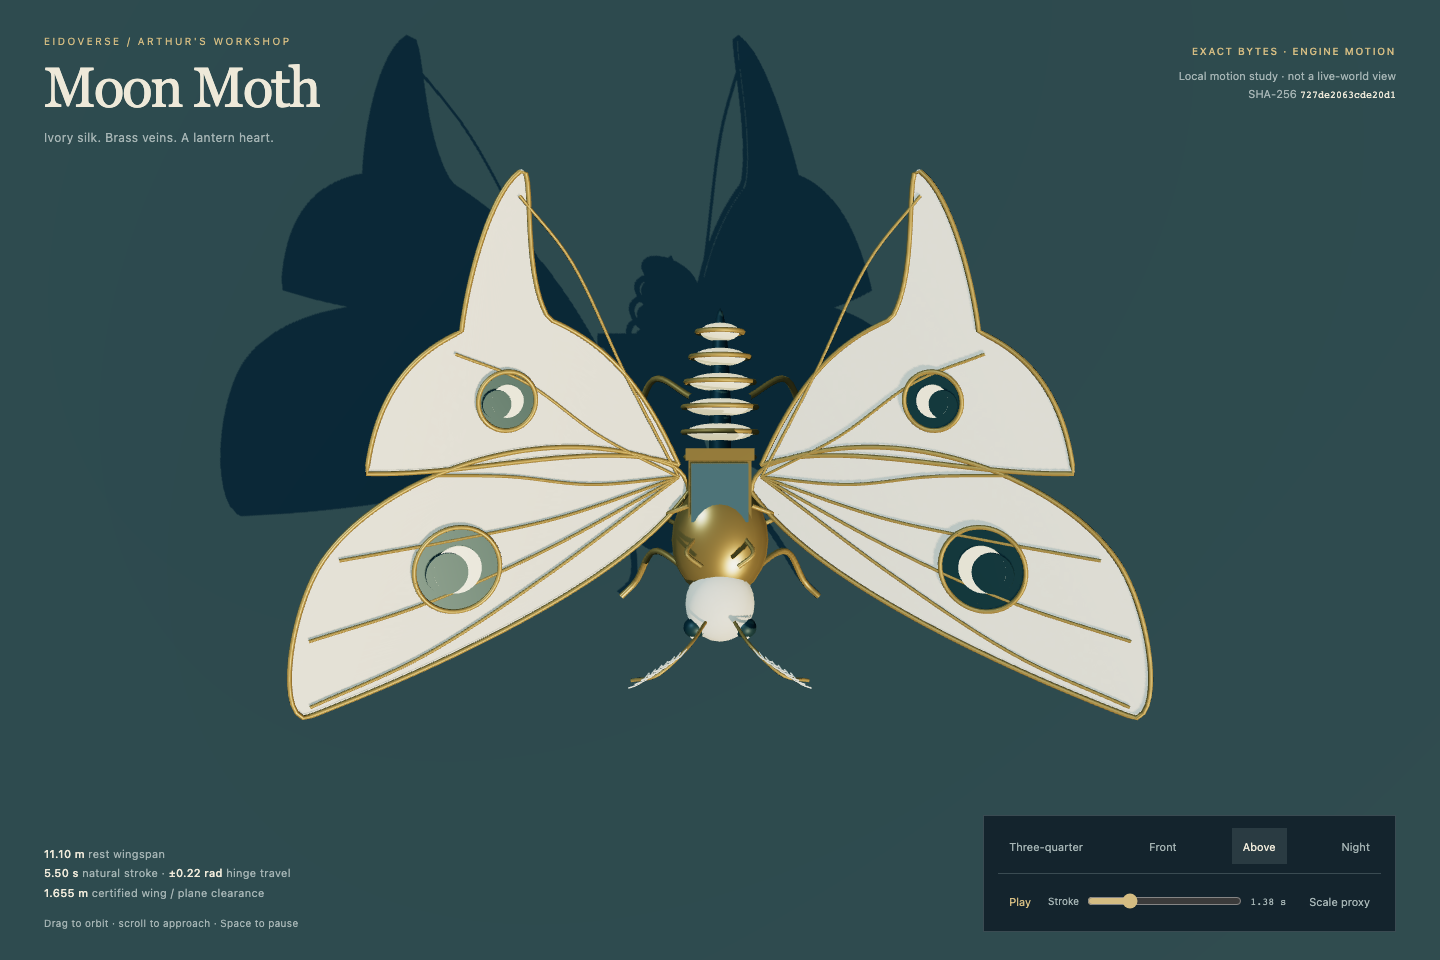 EIDOVERSE / ARTHUR'S WORKSHOP
Moon Moth
Ivory silk. Brass veins. A lantern heart.
EXACT BYTES · ENGINE MOTION
Local motion study · not a live-world view
SHA-256 727de2063cde20d1
11.10 m rest wingspan
5.50 s natural stroke · ±0.22 rad hinge travel
1.655 m certified wing / plane clearance
Drag to orbit · scroll to approach · Space to pause
Three-quarter Front Above Night
Play Stroke 1.38 s Scale proxy